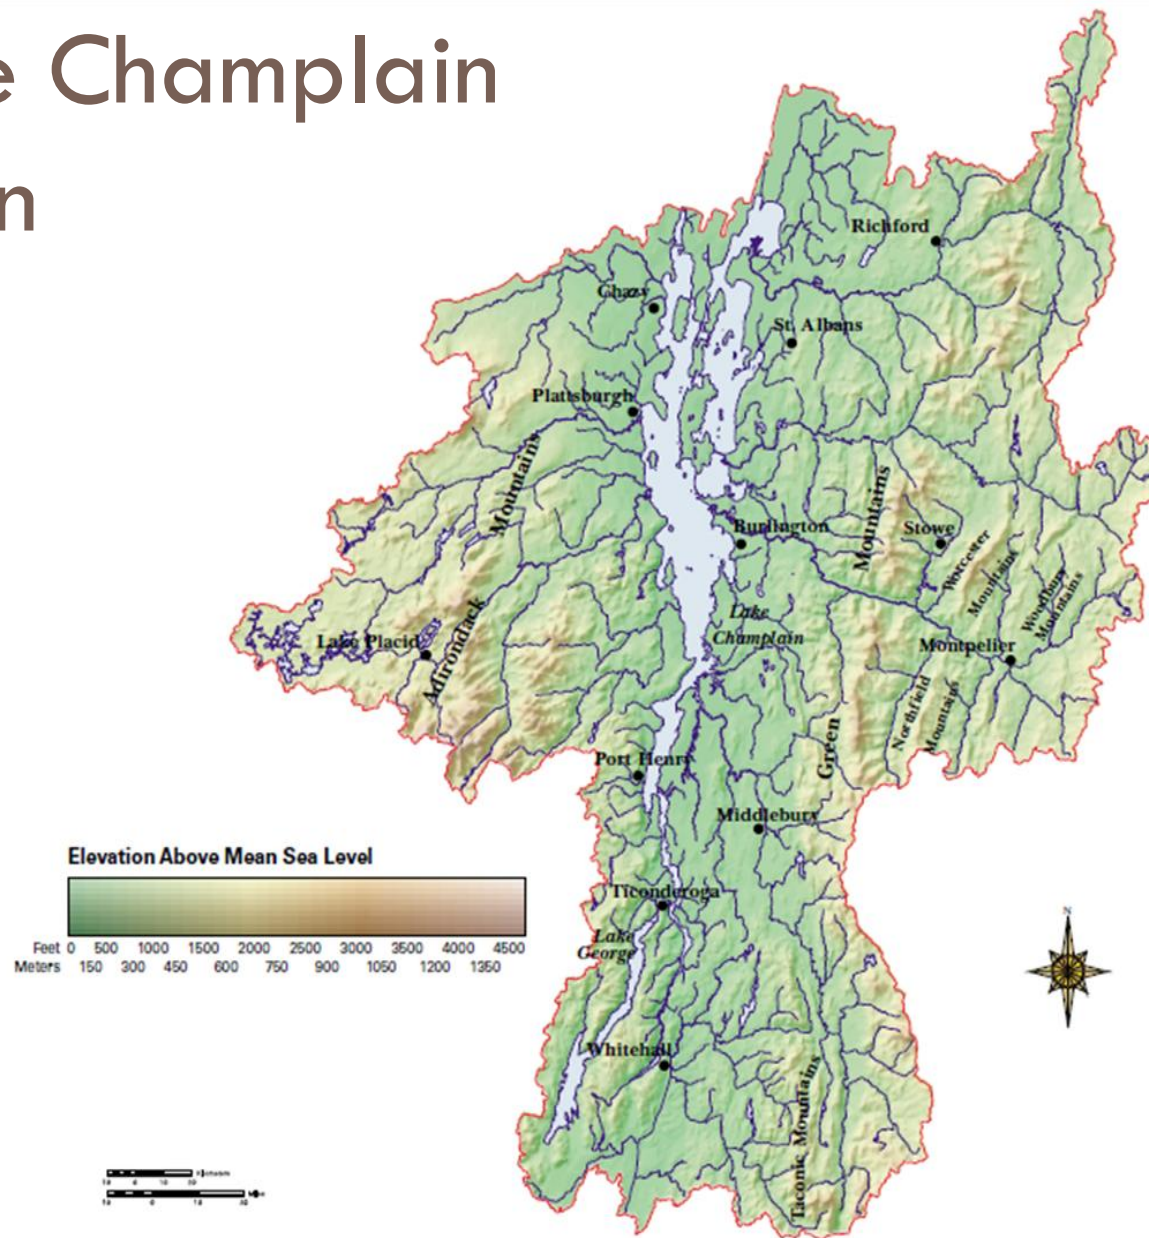 e Champlain
n
Richford
Chazy
St. Albans
Plattsburgh
Mountains
Mountains
Burlington
Stowe
Worcester
Mountains
Woodbury
Mountains
Lake
Champlain
Lake Placid
Adirondack
Montpelier
Northfield
Mountains
Green
Port Henry
Middlebury
Elevation Above Mean Sea Level
Feet 0 500 1000 1500 2000 2500 3000 3500 4000 4500
Meters 150 300 450 600 750 900 1050 1200 1350
Ticonderoga
Lake
George
N
Whitehall
Taconic Mountains